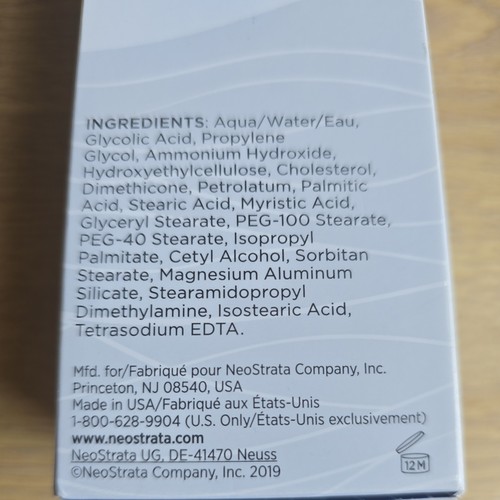 INGREDIENTS: Aqua/Water/Eau,
Glycolic Acid, Propylene
Glycol, Ammonium Hydroxide,
Hydroxyethylcellulose, Cholesterol,
Dimethicone, Petrolatum, Palmitic
Acid, Stearic Acid, Myristic Acid,
Glyceryl Stearate, PEG-100 Stearate,
PEG-40 Stearate, Isopropyl
Palmitate, Cetyl Alcohol, Sorbitan
Stearate, Magnesium Aluminum
Silicate, Stearamidopropyl
Dimethylamine, Isostearic Acid,
Tetrasodium EDTA.
Mfd. for/Fabriqué pour NeoStrata Company, Inc.
Princeton, NJ 08540, USA
Made in USA/Fabriqué aux États-Unis
1-800-628-9904 (U.S. Only/États-Unis exclusivement)
www.neostrata.com
NeoStrata UG, DE-41470 Neuss
©NeoStrata Company, Inc. 2019
12 M